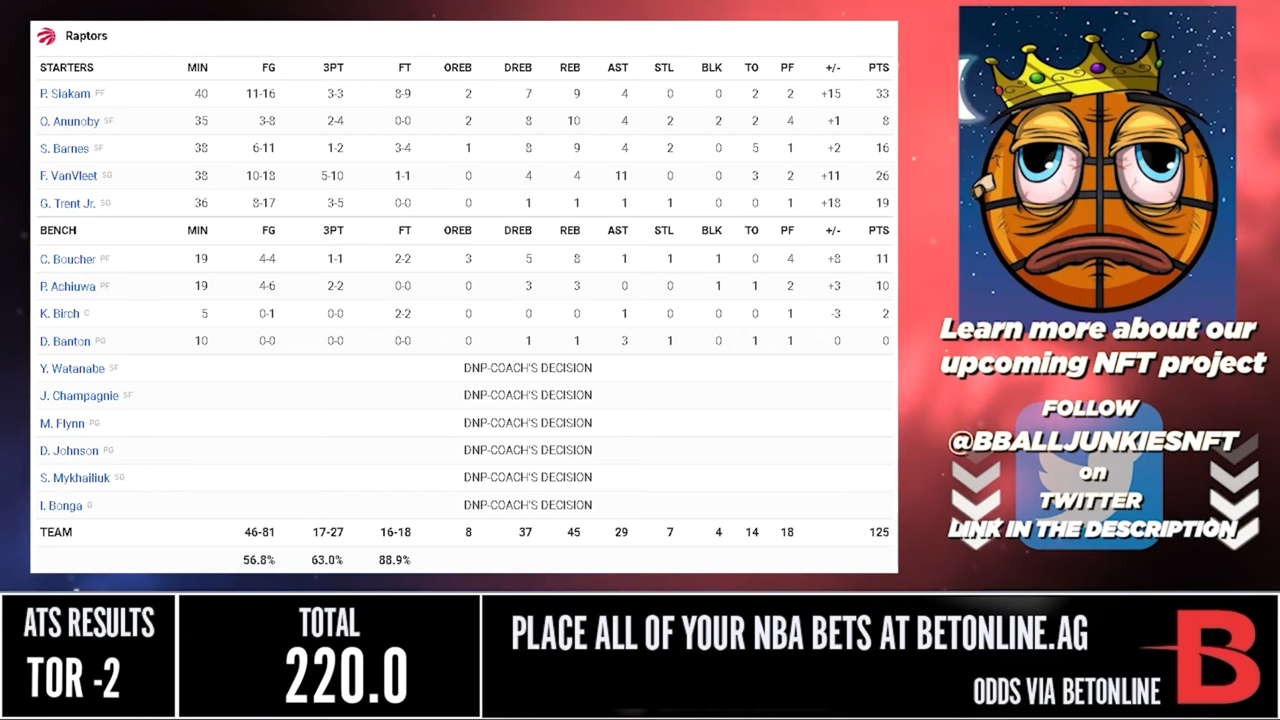 Raptors
STARTERS MIN FG 3PT FT OREB DREB REB AST STL BLK TO PF +/- PTS
P. Siakam PF 40 11-16 3-3 8-9 2 7 9 4 0 0 2 2 +15 33
O. Anunoby SF 35 3-8 2-4 0-0 2 8 10 4 2 2 2 4 +1 8
S. Barnes SF 38 6-11 1-2 3-4 1 8 9 4 2 0 5 1 +2 16
F. VanVleet SG 38 10-18 5-10 1-1 0 4 4 11 0 0 3 2 +11 26
G. Trent Jr. SG 36 8-17 3-5 0-0 0 1 1 1 1 0 0 1 +18 19
BENCH MIN FG 3PT FT OREB DREB REB AST STL BLK TO PF +/- PTS
C. Boucher PF 19 4-4 1-1 2-2 3 5 8 1 1 1 0 4 +8 11
P. Achiuwa PF 19 4-6 2-2 0-0 0 3 3 0 0 1 1 2 +3 10
K. Birch C 5 0-1 0-0 2-2 0 0 0 1 0 0 0 1 -3 2
D. Banton PG 10 0-0 0-0 0-0 0 1 1 3 1 0 1 1 0 0
Y. Watanabe SF DNP-COACH'S DECISION
J. Champagnie SF DNP-COACH'S DECISION
M. Flynn PG DNP-COACH'S DECISION
D. Johnson PG DNP-COACH'S DECISION
S. Mykhailiuk SG DNP-COACH'S DECISION
I. Bonga G DNP-COACH'S DECISION
TEAM 46-81 17-27 16-18 8 37 45 29 7 4 14 18 125
56.8% 63.0% 88.9%
Learn more about our
upcoming NFT project
FOLLOW
@BBALLJUNKIESNFT
on
TWITTER
LINK IN THE DESCRIPTION
ATS RESULTS
TOR -2
TOTAL
220.0
PLACE ALL OF YOUR NBA BETS AT BETONLINE.AG
ODDS VIA BETONLINE
B